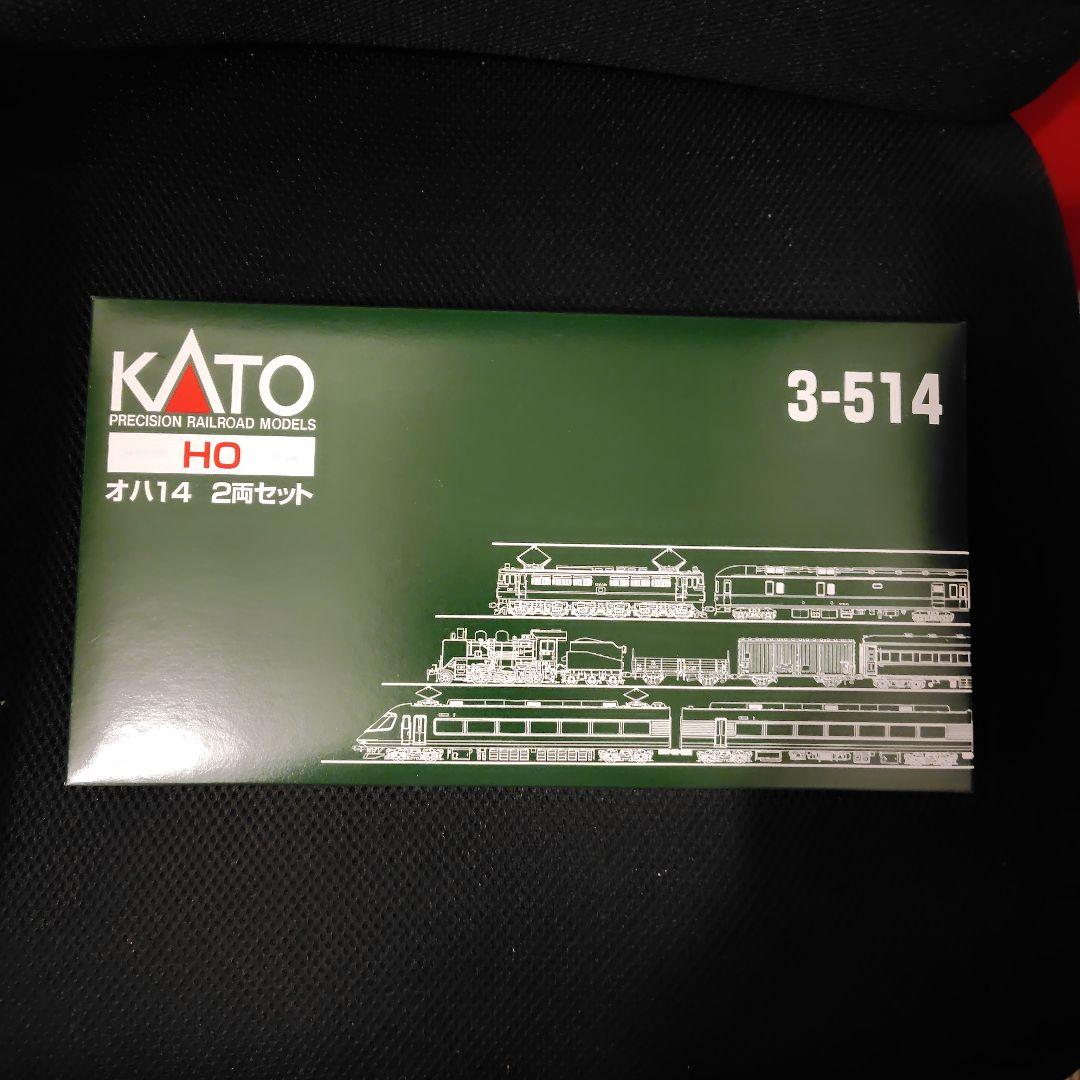 KATO
PRECISION RAILROAD MODELS
HO
オハ14 2両セット
3-514